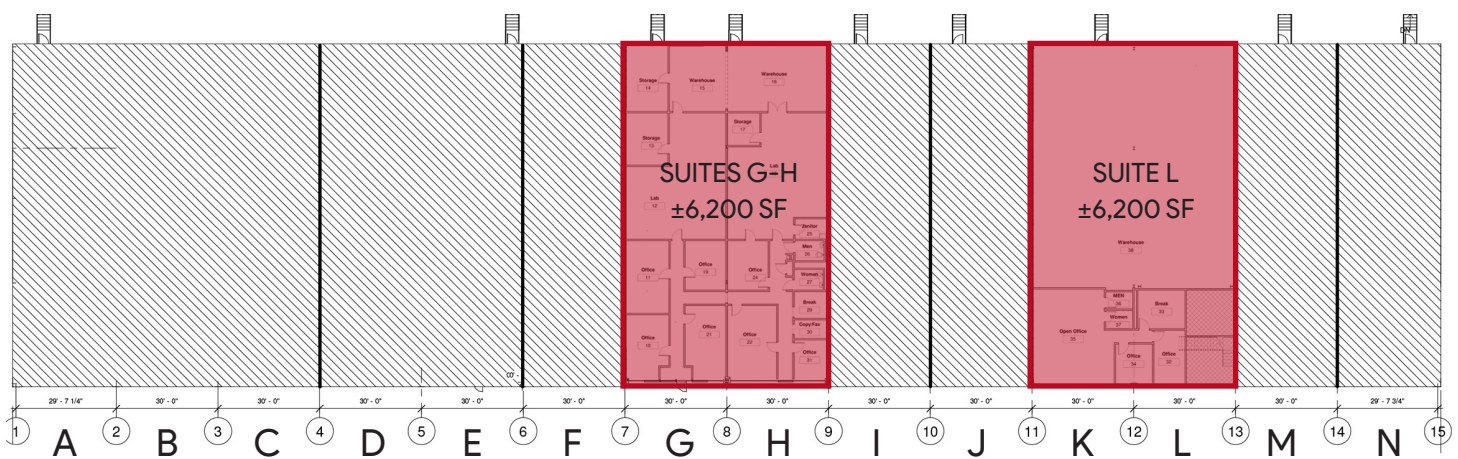 DN
Storage
14
Warehouse
15
Warehouse
16
Storage
17
Storage
13
Lab
SUITES G-H
±6,200 SF
Lab
12
Janitor
25
Men
26
Office
11
Office
19
Office
24
Women
27
Break
29
Copy/Fax
30
Office
10
Office
21
Office
22
Office
31
SUITE L
±6,200 SF
Warehouse
38
MEN
36
Women
37
Break
33
Open Office
35
Office
34
Office
32
29' - 7 1/4" 30' - 0" 30' - 0" 30' - 0" 30' - 0" 30' - 0" 30' - 0" 30' - 0" 30' - 0" 30' - 0" 30' - 0" 30' - 0" 30' - 0" 29' - 7 3/4"
1 A 2 B 3 C 4 D 5 E 6 F 7 G 8 H 9 I 10 J 11 K 12 L 13 M 14 N 15